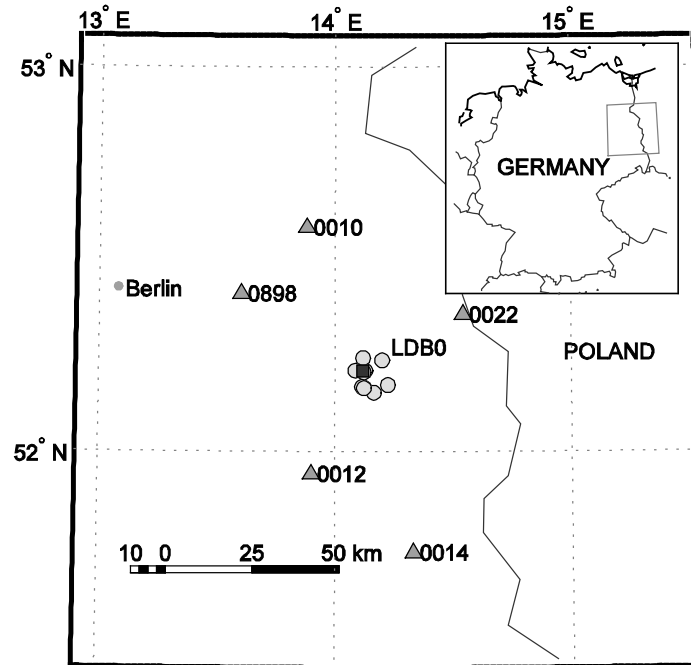 13° E
14° E
15° E
53° N
GERMANY
0010
Berlin
0898
0022
LDB0
POLAND
52° N
0012
10 0 25 50 km
0014